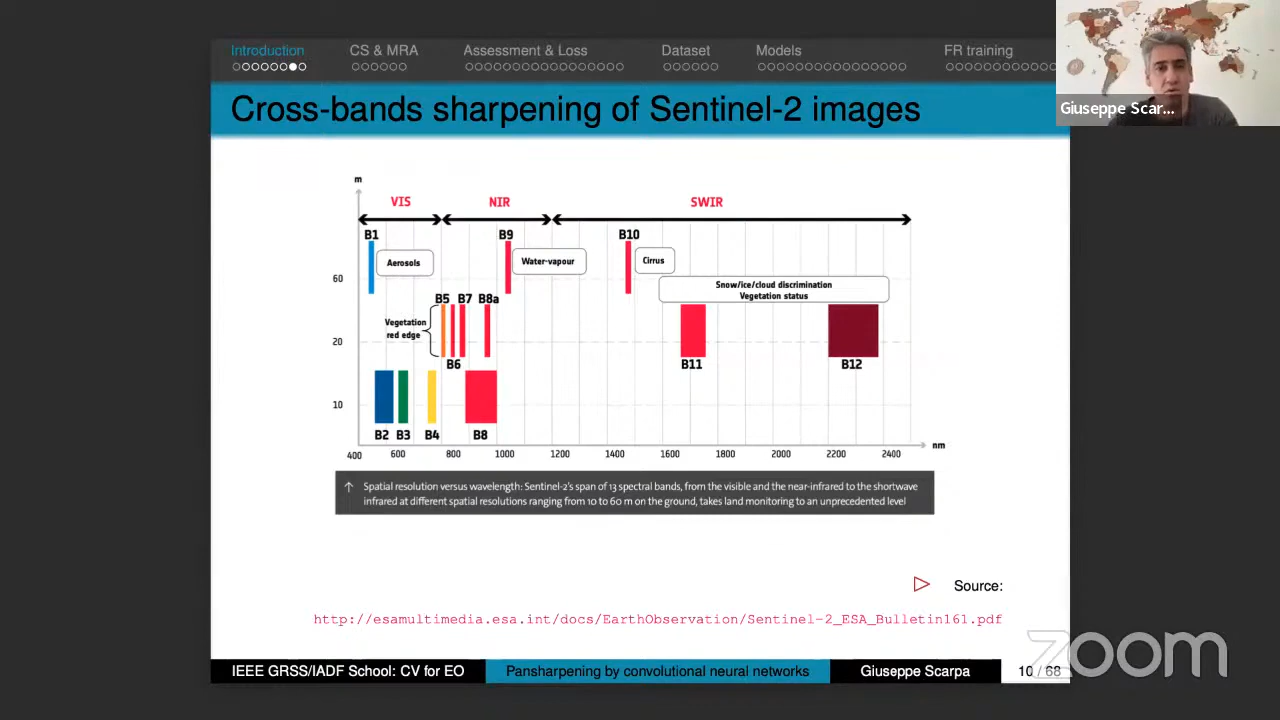 Introduction CS & MRA Assessment & Loss Dataset Models FR training
Giuseppe Scar...
Cross-bands sharpening of Sentinel-2 images
m
VIS NIR SWIR
B1 B9 B10
Aerosols Water-vapour Cirrus
60
Snow/ice/cloud discrimination
Vegetation status
B5 B7 B8a
Vegetation
red edge
20
B6 B11 B12
10
B2 B3 B4 B8
nm
400 600 800 1000 1200 1400 1600 1800 2000 2200 2400
↑ Spatial resolution versus wavelength: Sentinel-2's span of 13 spectral bands, from the visible and the near-infrared to the shortwave
infrared at different spatial resolutions ranging from 10 to 60 m on the ground, takes land monitoring to an unprecedented level
Source:
http://esamultimedia.esa.int/docs/EarthObservation/Sentinel-2_ESA_Bulletin161.pdf
zoom
IEEE GRSS/IADF School: CV for EO Pansharpening by convolutional neural networks Giuseppe Scarpa 10 / 68